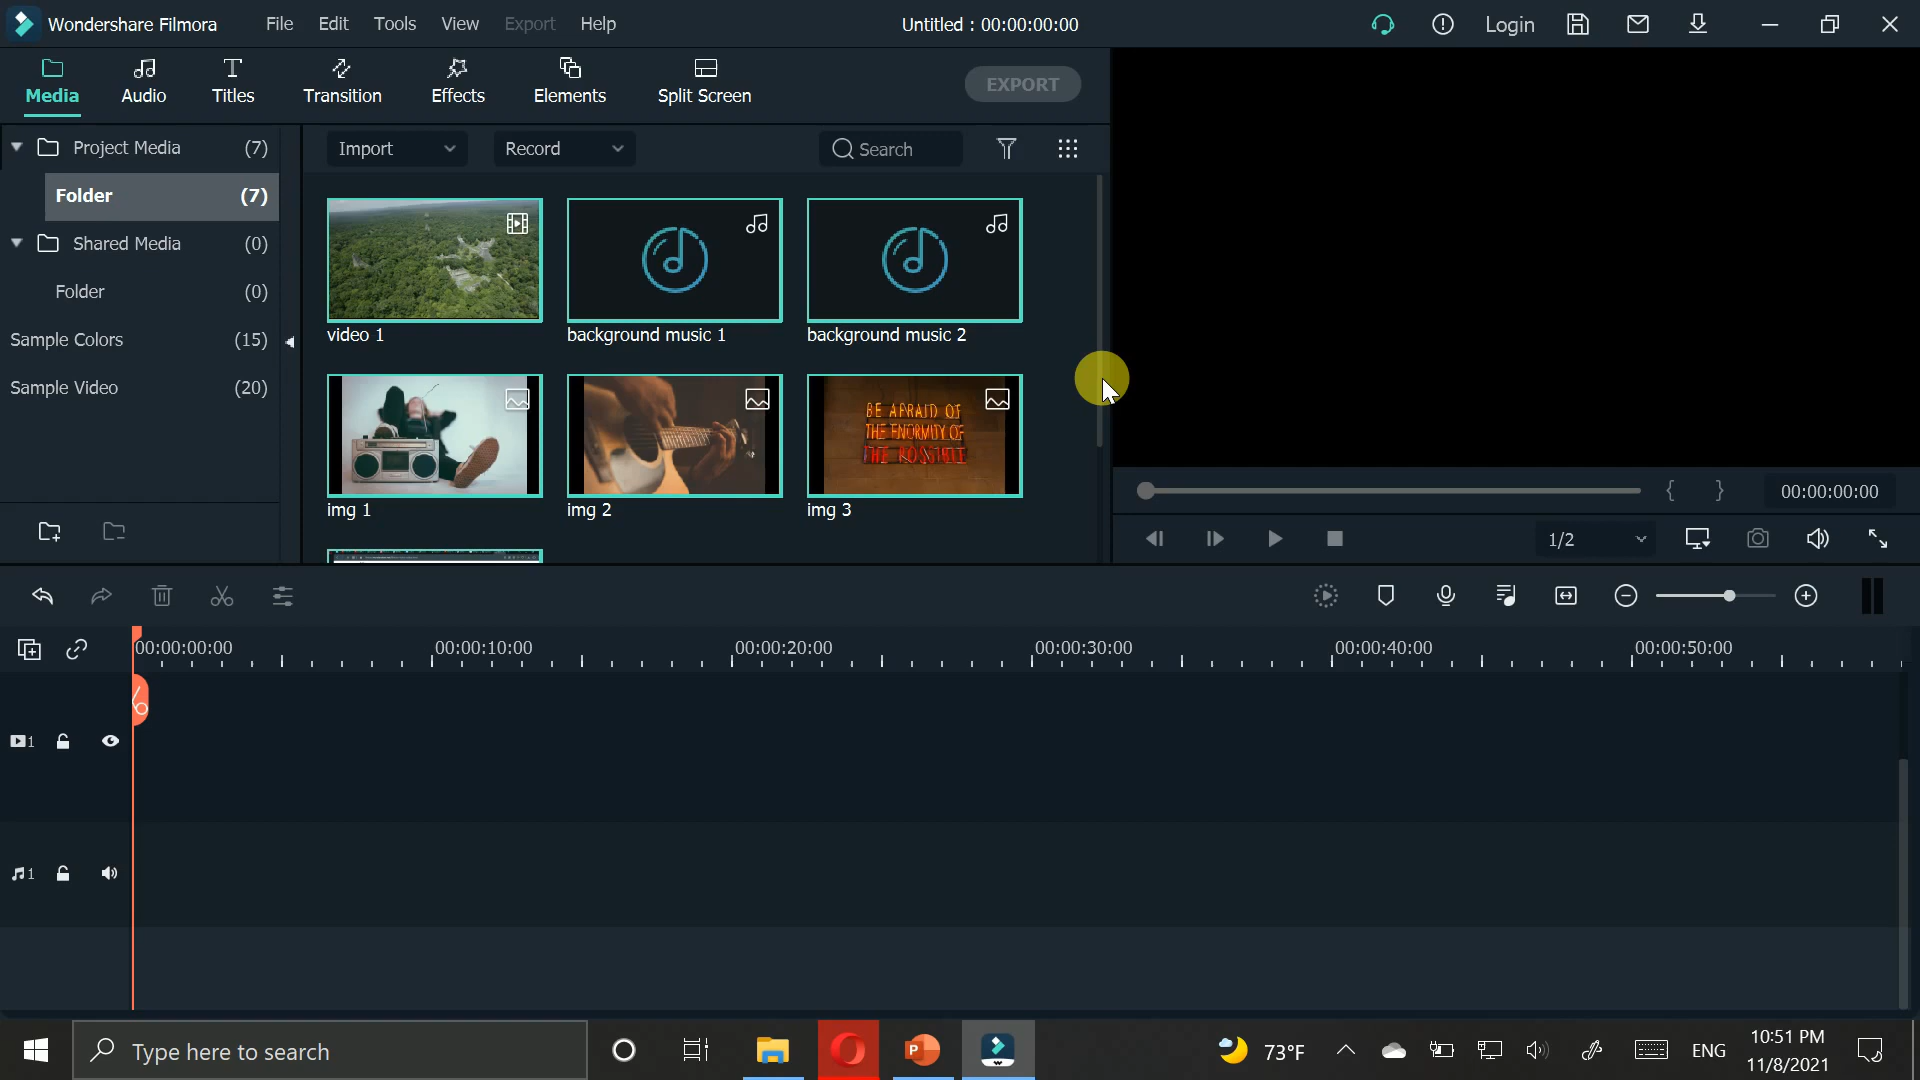 Wondershare Filmora File Edit Tools View Export Help Untitled : 00:00:00:00 Login
Media Audio Titles Transition Effects Elements Split Screen EXPORT
Project Media (7) Import Record Search
Folder (7)
Shared Media (0)
Folder (0)
Sample Colors (15)
Sample Video (20)
video 1 background music 1 background music 2
BE AFRAID OF
THE ENORMITY OF
THE POSSIBLE
img 1 img 2 img 3
{ } 00:00:00:00
1/2
00:00:00:00 00:00:10:00 00:00:20:00 00:00:30:00 00:00:40:00 00:00:50:00
1
1
Type here to search 73°F ENG 10:51 PM
11/8/2021